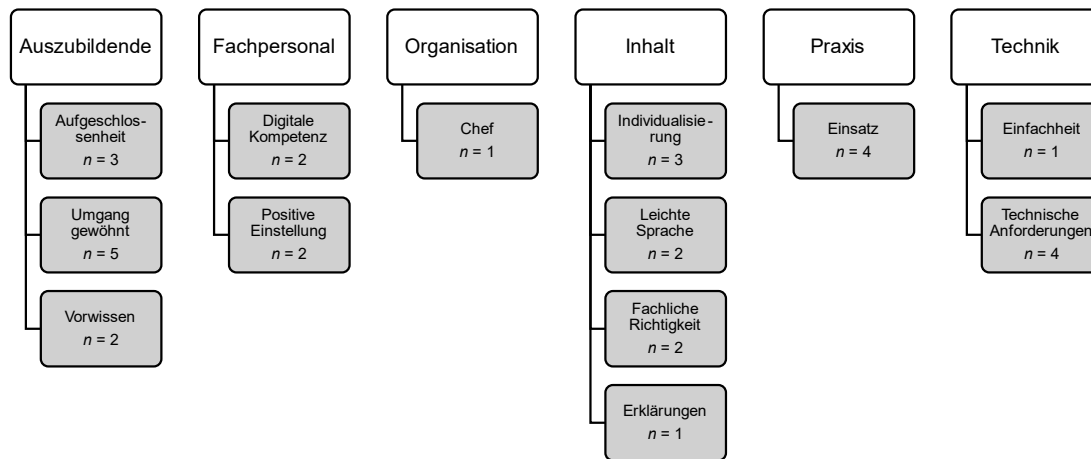 Auszubildende
Aufgeschlos-
senheit
n = 3
Umgang
gewöhnt
n = 5
Vorwissen
n = 2
Fachpersonal
Digitale
Kompetenz
n = 2
Positive
Einstellung
n = 2
Organisation
Chef
n = 1
Inhalt
Individualisie-
rung
n = 3
Leichte
Sprache
n = 2
Fachliche
Richtigkeit
n = 2
Erklärungen
n = 1
Praxis
Einsatz
n = 4
Technik
Einfachheit
n = 1
Technische
Anforderungen
n = 4